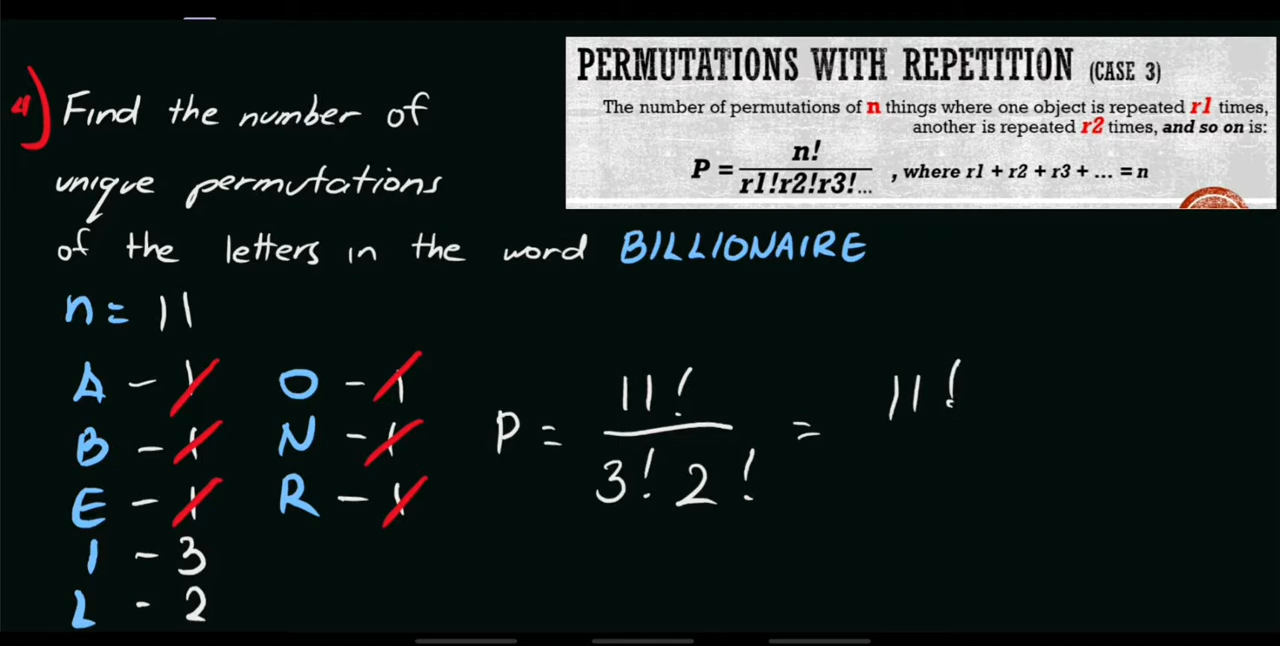 4) Find the number of
unique permutations
of the letters in the word BILLIONAIRE
PERMUTATIONS WITH REPETITION (CASE 3)
The number of permutations of n things where one object is repeated r1 times,
another is repeated r2 times, and so on is:
P = n! / r1!r2!r3!... , where r1 + r2 + r3 + ... = n
n = 11
A - 1
B - 1
E - 1
I - 3
L - 2
O - 1
N - 1
R - 1
P = 11! / 3! 2! = 11!